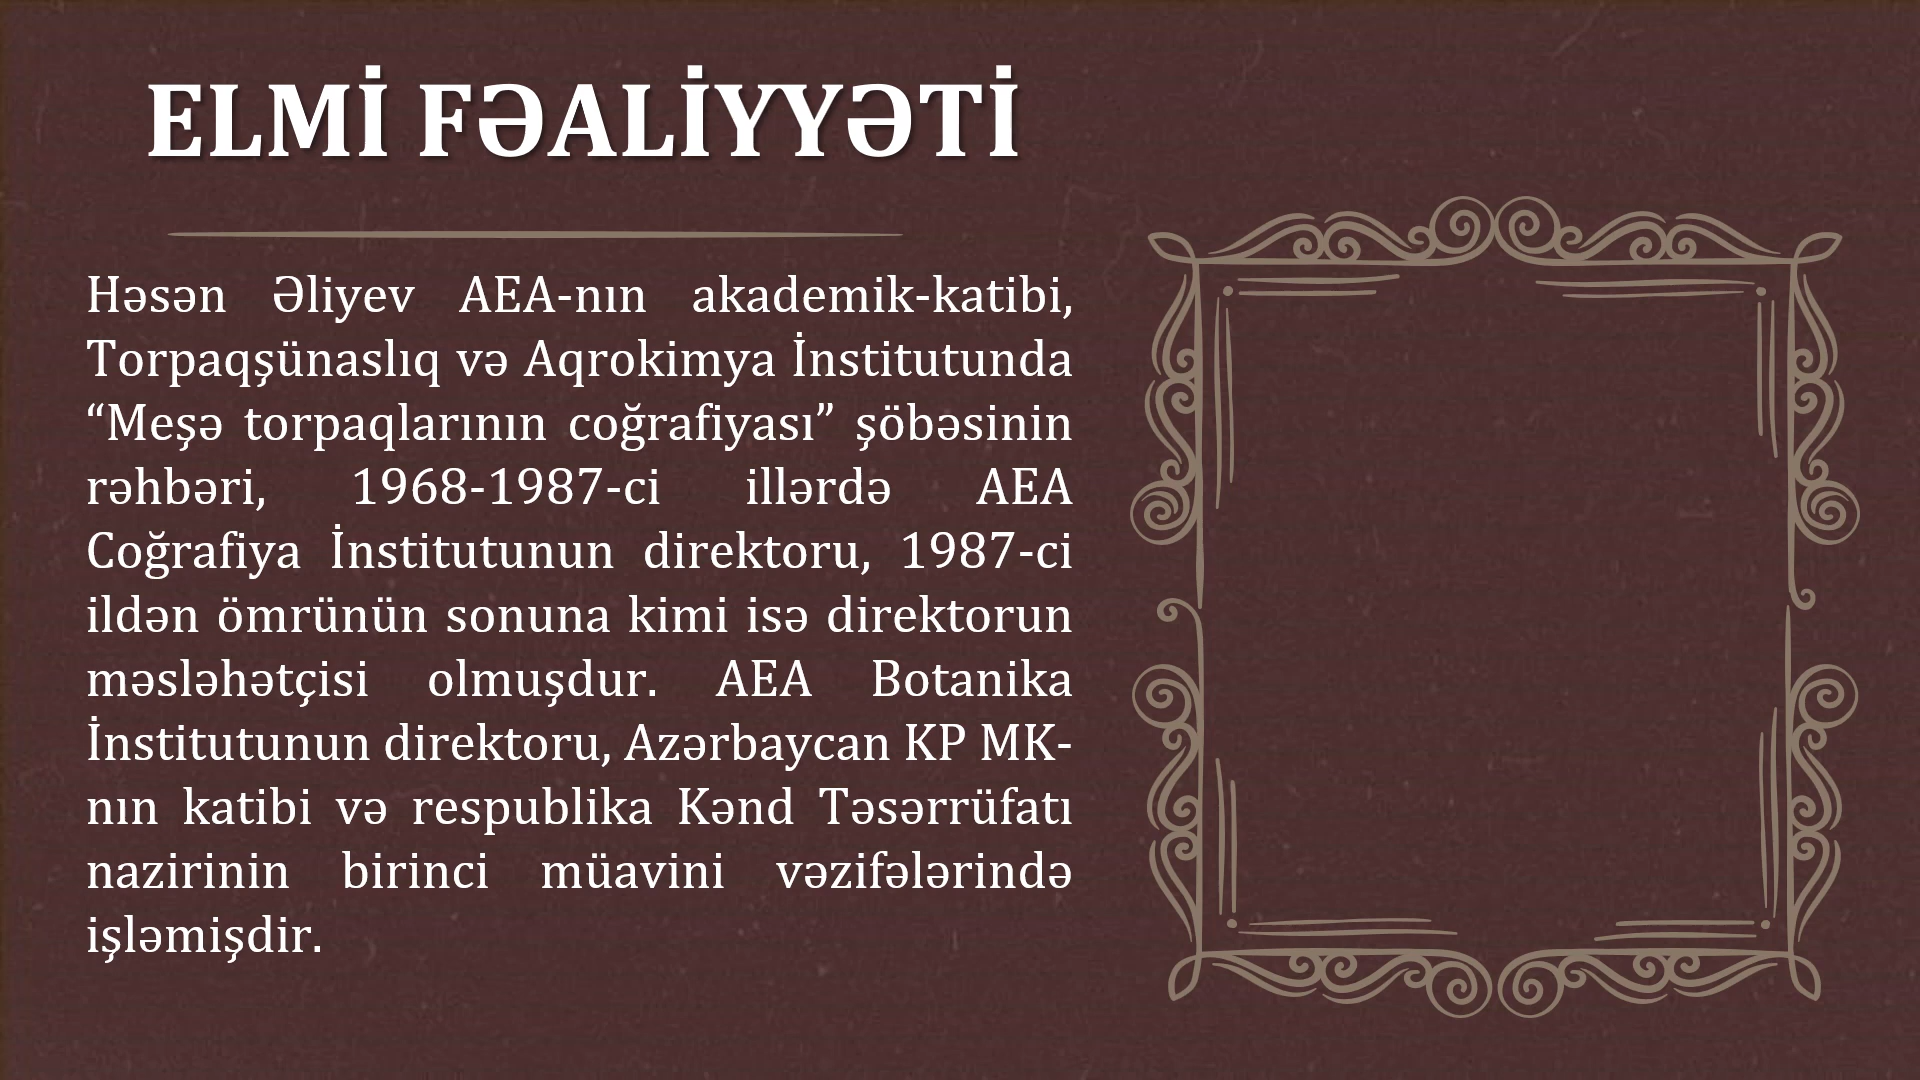 ELMİ FƏALİYYƏTİ
Həsən Əliyev AEA-nın akademik-katibi,
Torpaqşünaslıq və Aqrokimya İnstitutunda
“Meşə torpaqlarının coğrafiyası” şöbəsinin
rəhbəri, 1968-1987-ci illərdə AEA
Coğrafiya İnstitutunun direktoru, 1987-ci
ildən ömrünün sonuna kimi isə direktorun
məsləhətçisi olmuşdur. AEA Botanika
İnstitutunun direktoru, Azərbaycan KP MK-
nın katibi və respublika Kənd Təsərrüfatı
nazirinin birinci müavini vəzifələrində
işləmişdir.